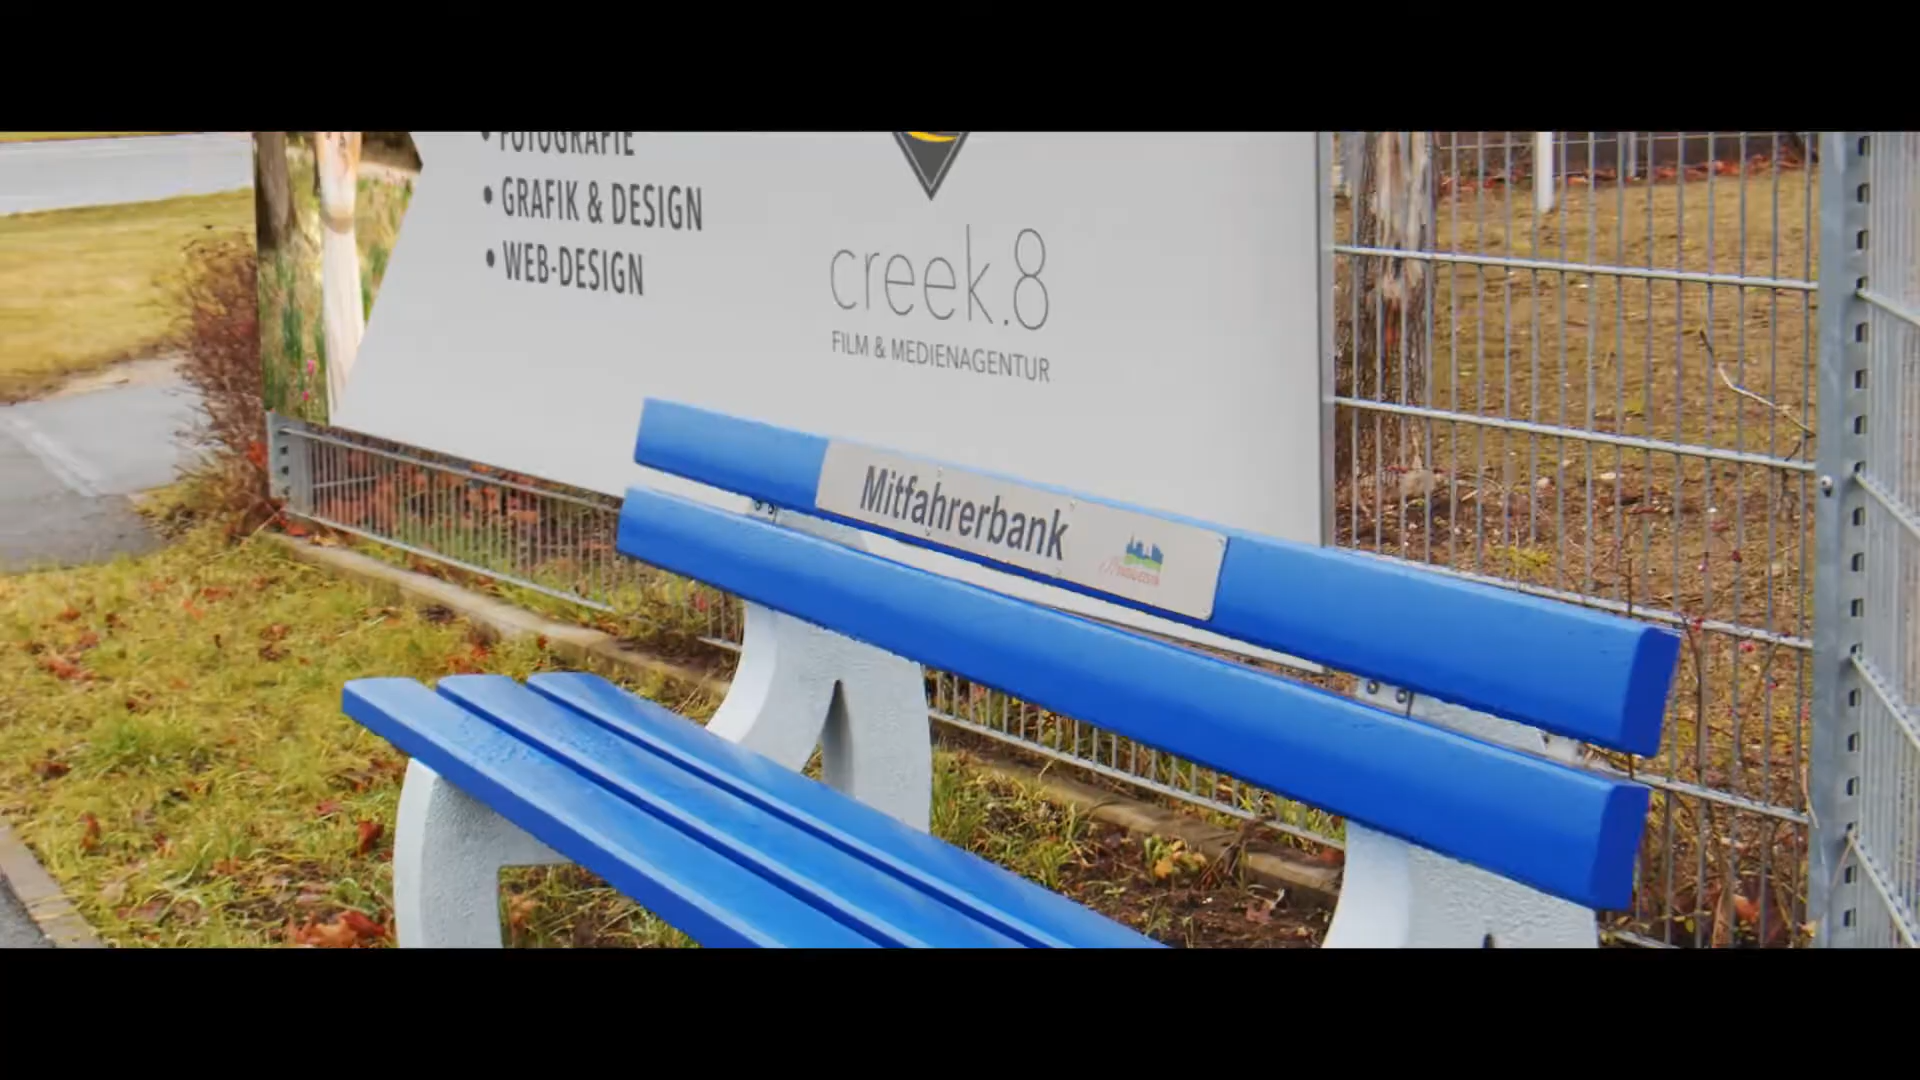 • FOTOGRAFIE
• GRAFIK & DESIGN
• WEB-DESIGN
creek.8
FILM & MEDIENAGENTUR
Mitfahrerbank